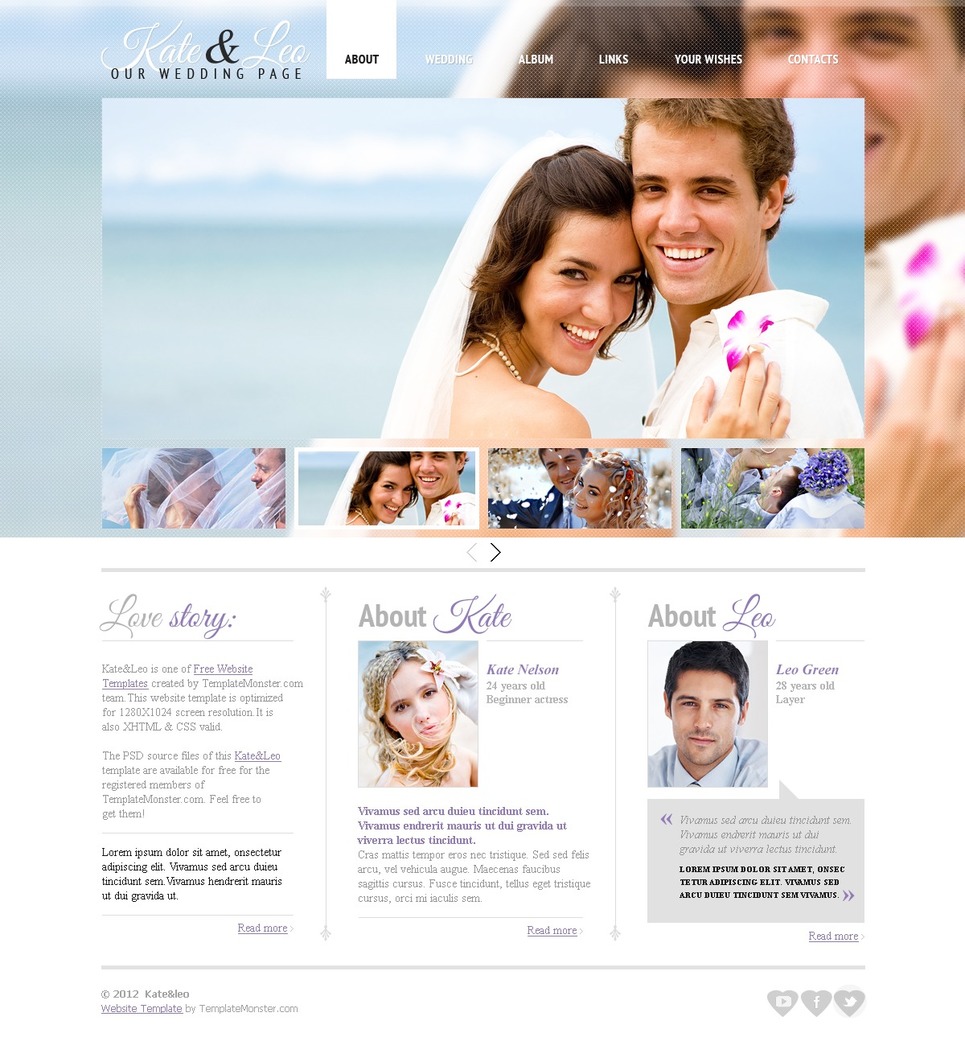 Kate & Leo
OUR WEDDING PAGE
ABOUT
WEDDING
ALBUM
LINKS
YOUR WISHES
CONTACTS
Love story:
Kate&Leo is one of Free Website
Templates created by TemplateMonster.com
team.This website template is optimized
for 1280X1024 screen resolution.It is
also XHTML & CSS valid.
The PSD source files of this Kate&Leo
template are available for free for the
registered members of
TemplateMonster.com. Feel free to
get them!
Lorem ipsum dolor sit amet, onsectetur
adipiscing elit. Vivamus sed arcu duieu
tincidunt sem.Vivamus hendrerit mauris
ut dui gravida ut.
Read more
About Kate
Kate Nelson
24 years old
Beginner actress
Vivamus sed arcu duieu tincidunt sem.
Vivamus endrerit mauris ut dui gravida ut
viverra lectus tincidunt.
Cras mattis tempor eros nec tristique. Sed sed felis
arcu, vel vehicula augue. Maecenas faucibus
sagittis cursus. Fusce tincidunt, tellus eget tristique
cursus, orci mi iaculis sem.
Read more
About Leo
Leo Green
28 years old
Layer
« Vivamus sed arcu duieu tincidunt sem.
Vivamus endrerit mauris ut dui
gravida ut viverra lectus tincidunt.
LOREM IPSUM DOLOR SIT AMET, ONSEC
TETUR ADIPISCING ELIT. VIVAMUS SED
ARCU DUIEU TINCIDUNT SEM VIVAMUS. »
Read more
© 2012 Kate&leo
Website Template by TemplateMonster.com